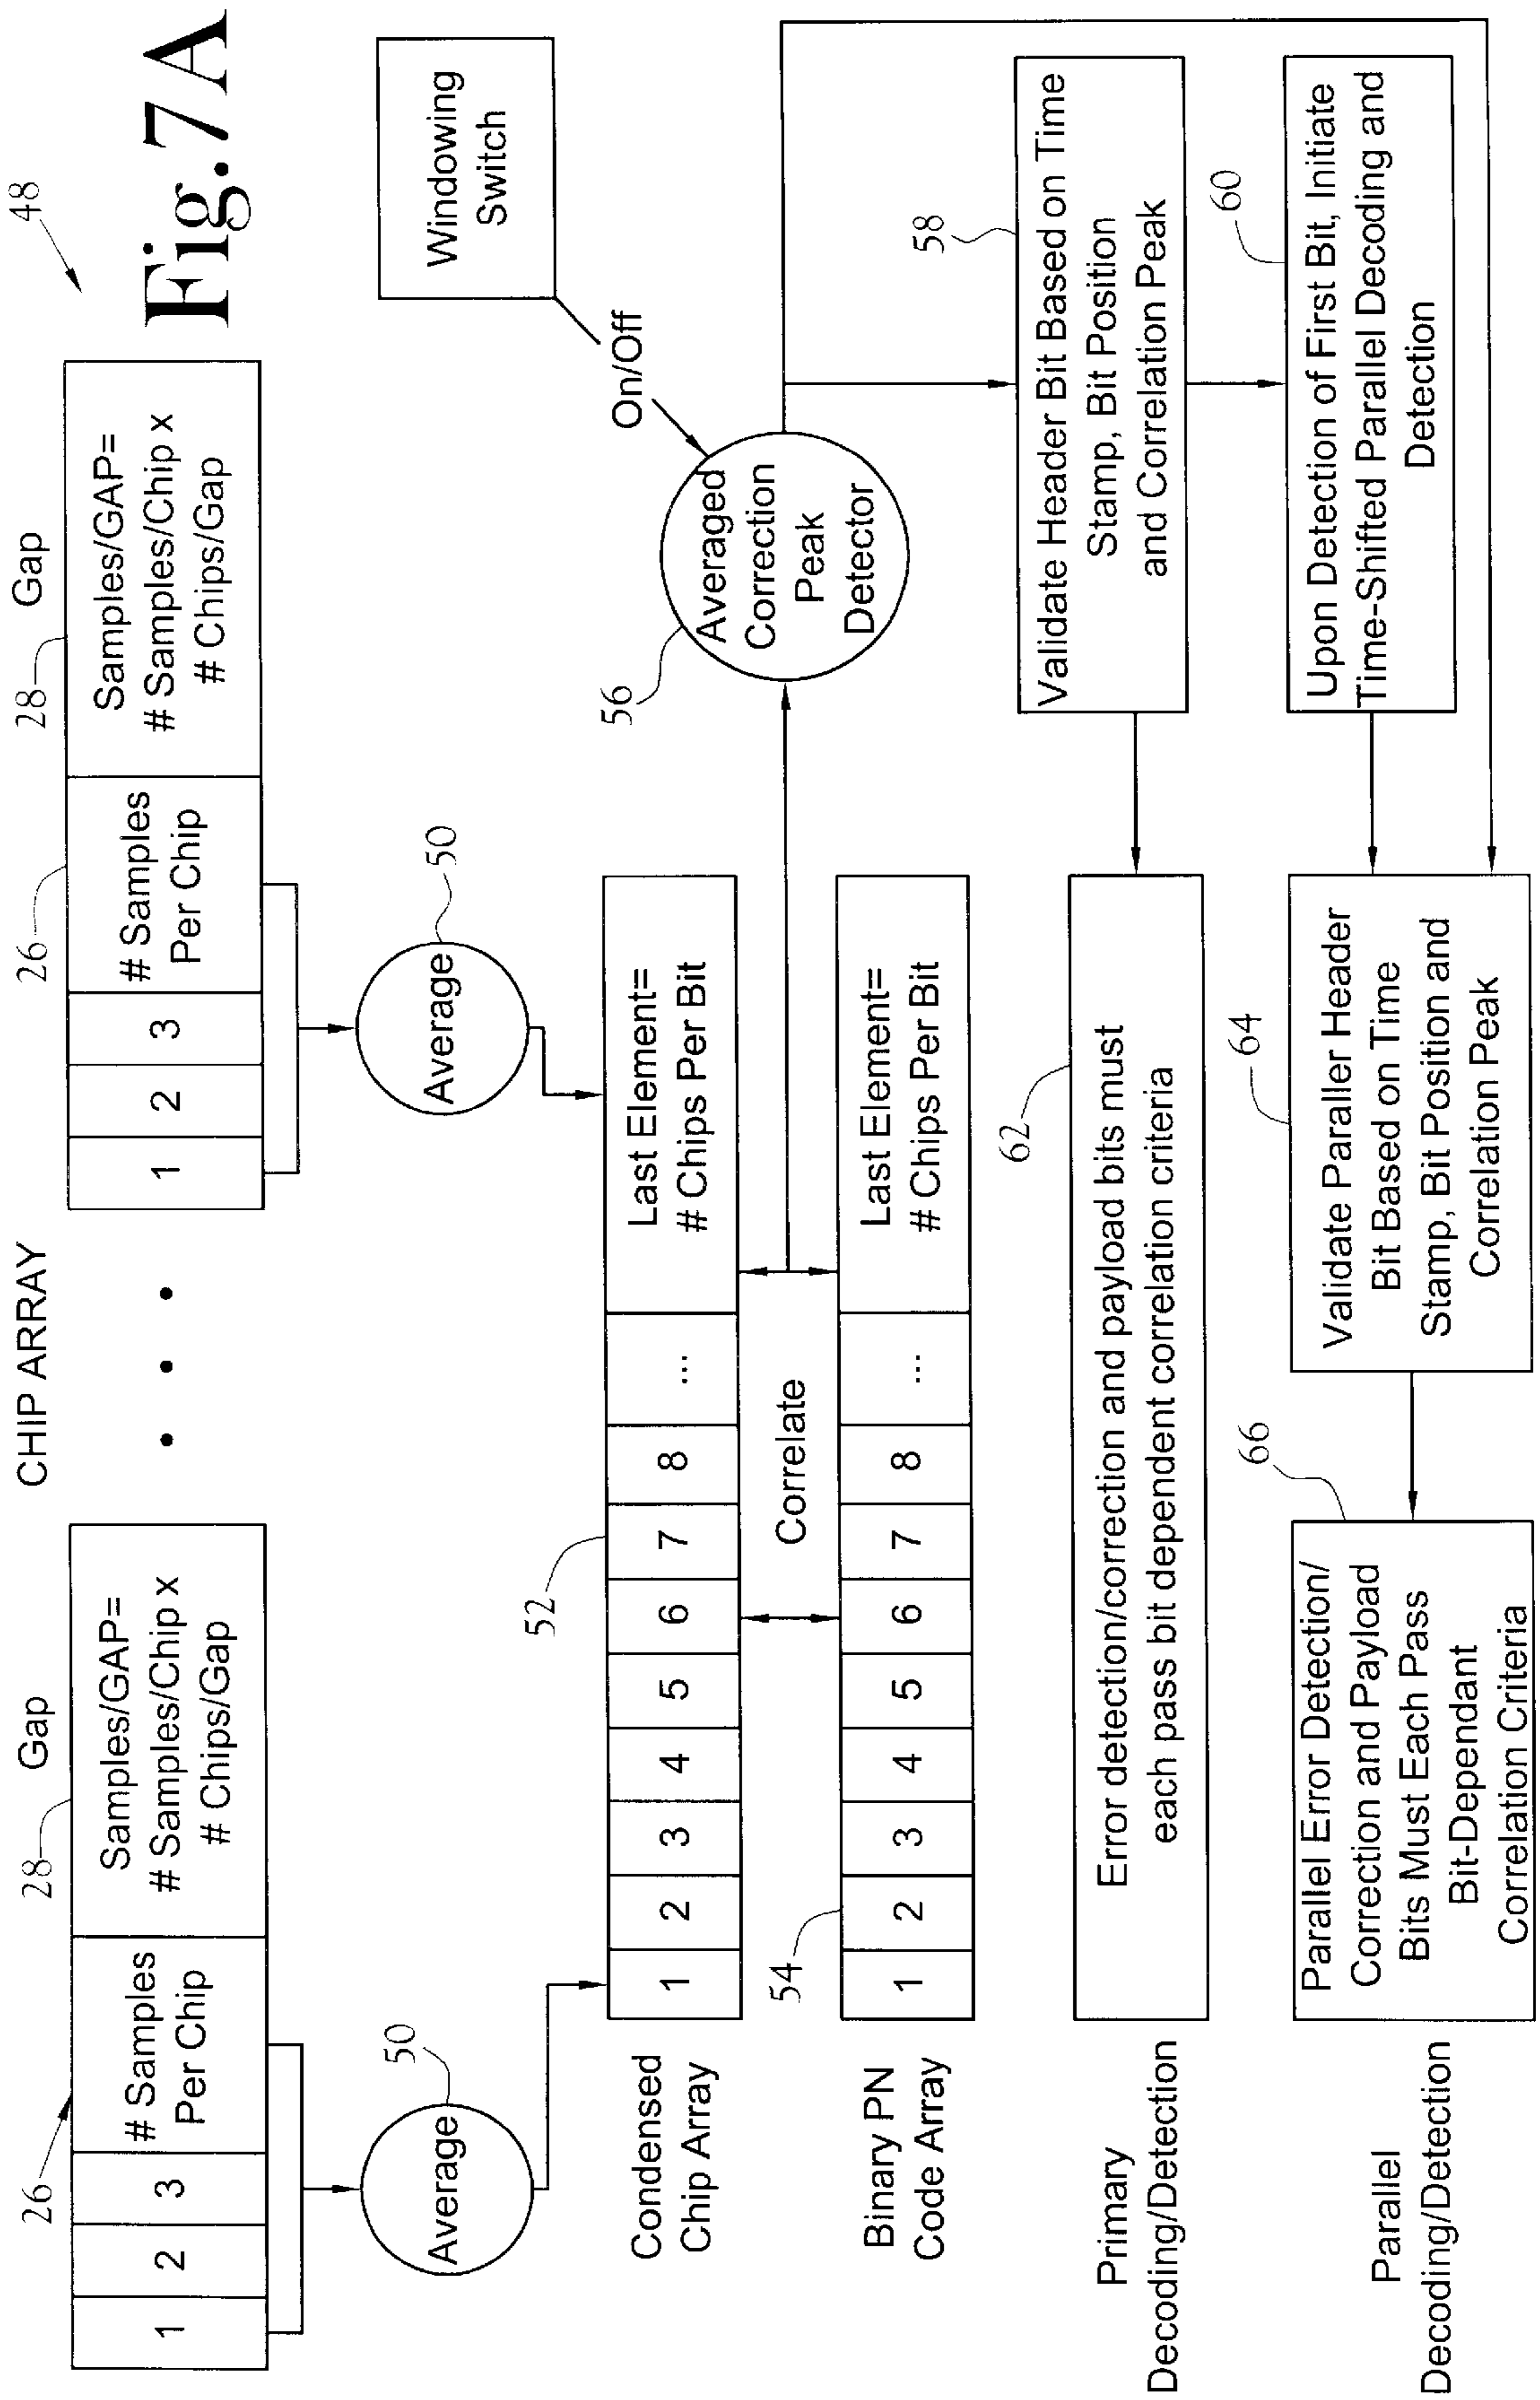 Fig.7A
48
CHIP ARRAY
26
28
Gap
1
2
3
# Samples
Per Chip
Samples/GAP=
# Samples/Chip x
# Chips/Gap
• • •
26
28
Gap
1
2
3
# Samples
Per Chip
Samples/GAP=
# Samples/Chip x
# Chips/Gap
50
Average
50
Average
Windowing
Switch
On/Off
52
Condensed
Chip Array
1
2
3
4
5
6
7
8
...
Last Element=
# Chips Per Bit
Correlate
56
Averaged
Correction
Peak
Detector
54
Binary PN
Code Array
1
2
3
4
5
6
7
8
...
Last Element=
# Chips Per Bit
Primary
Decoding/Detection
62
Error detection/correction and payload bits must
each pass bit dependent correlation criteria
58
Validate Header Bit Based on Time
Stamp, Bit Position
and Correlation Peak
Parallel
Decoding/Detection
66
Parallel Error Detection/
Correction and Payload
Bits Must Each Pass
Bit-Dependant
Correlation Criteria
64
Validate Paraller Header
Bit Based on Time
Stamp, Bit Position and
Correlation Peak
60
Upon Detection of First Bit, Initiate
Time-Shifted Parallel Decoding and
Detection